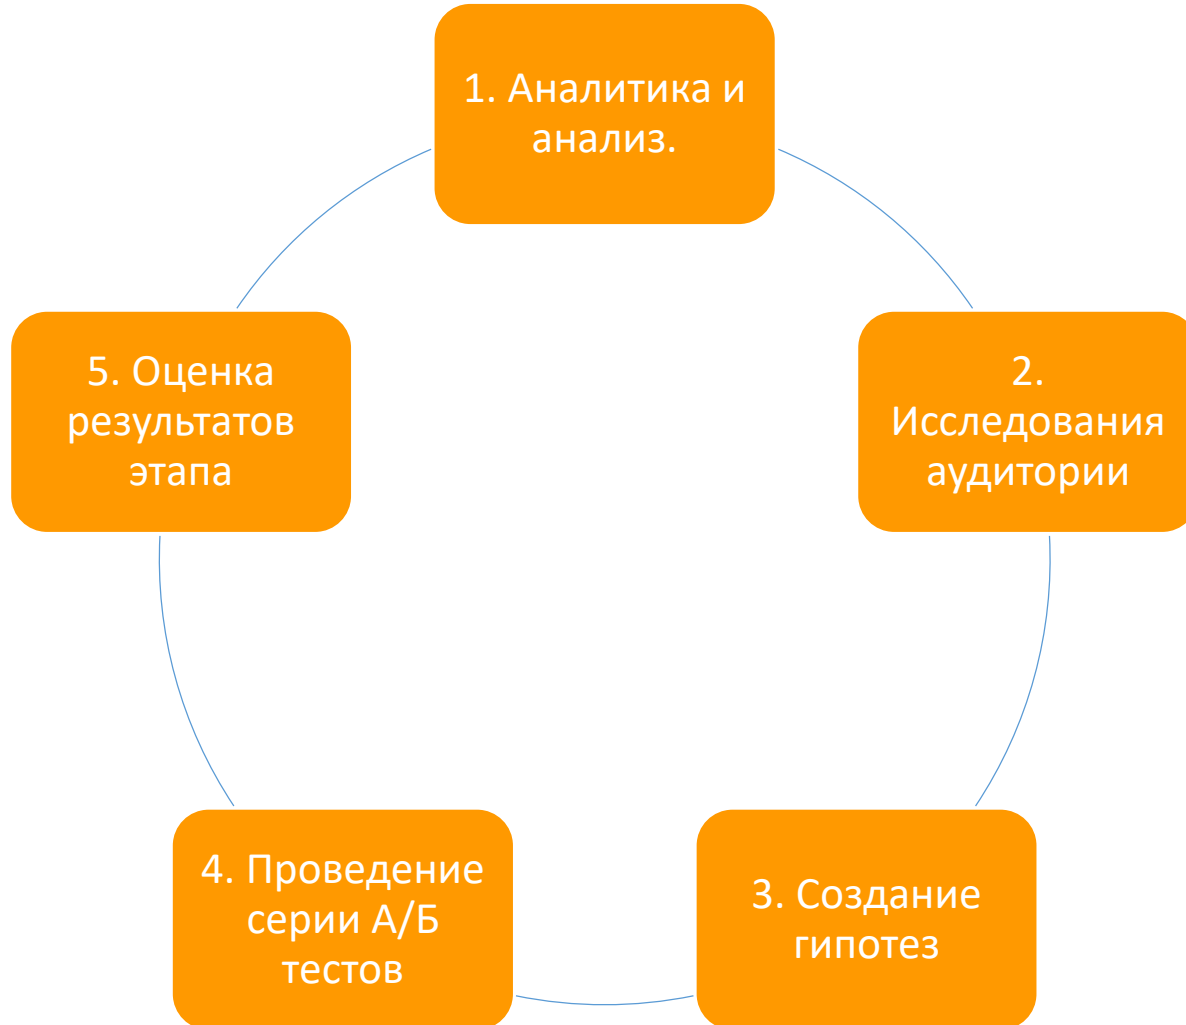 1. Аналитика и
анализ.
2.
Исследования
аудитории
3. Создание
гипотез
4. Проведение
серии А/Б
тестов
5. Оценка
результатов
этапа